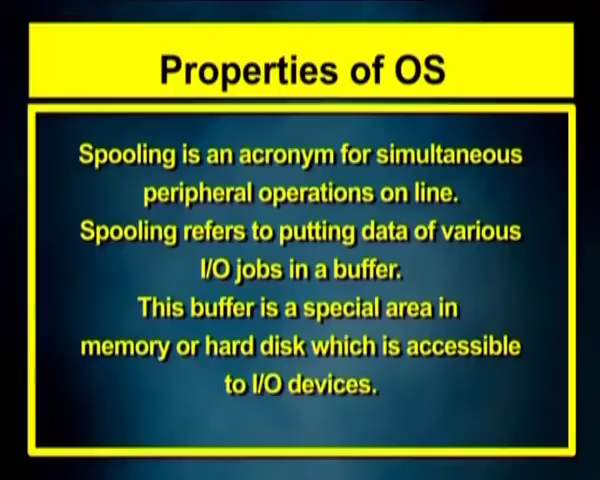 Properties of OS
Spooling is an acronym for simultaneous
peripheral operations on line.
Spooling refers to putting data of various
I/O jobs in a buffer.
This buffer is a special area in
memory or hard disk which is accessible
to I/O devices.